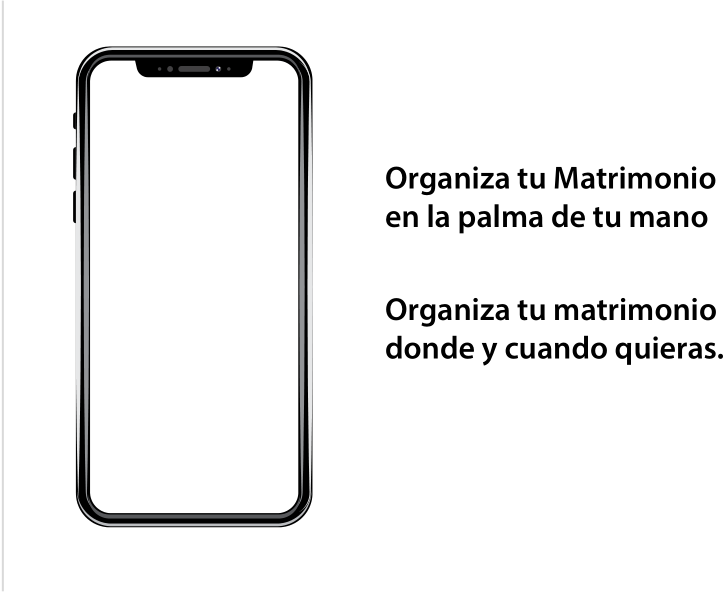 Organiza tu Matrimonio
en la palma de tu mano
Organiza tu matrimonio
donde y cuando quieras.